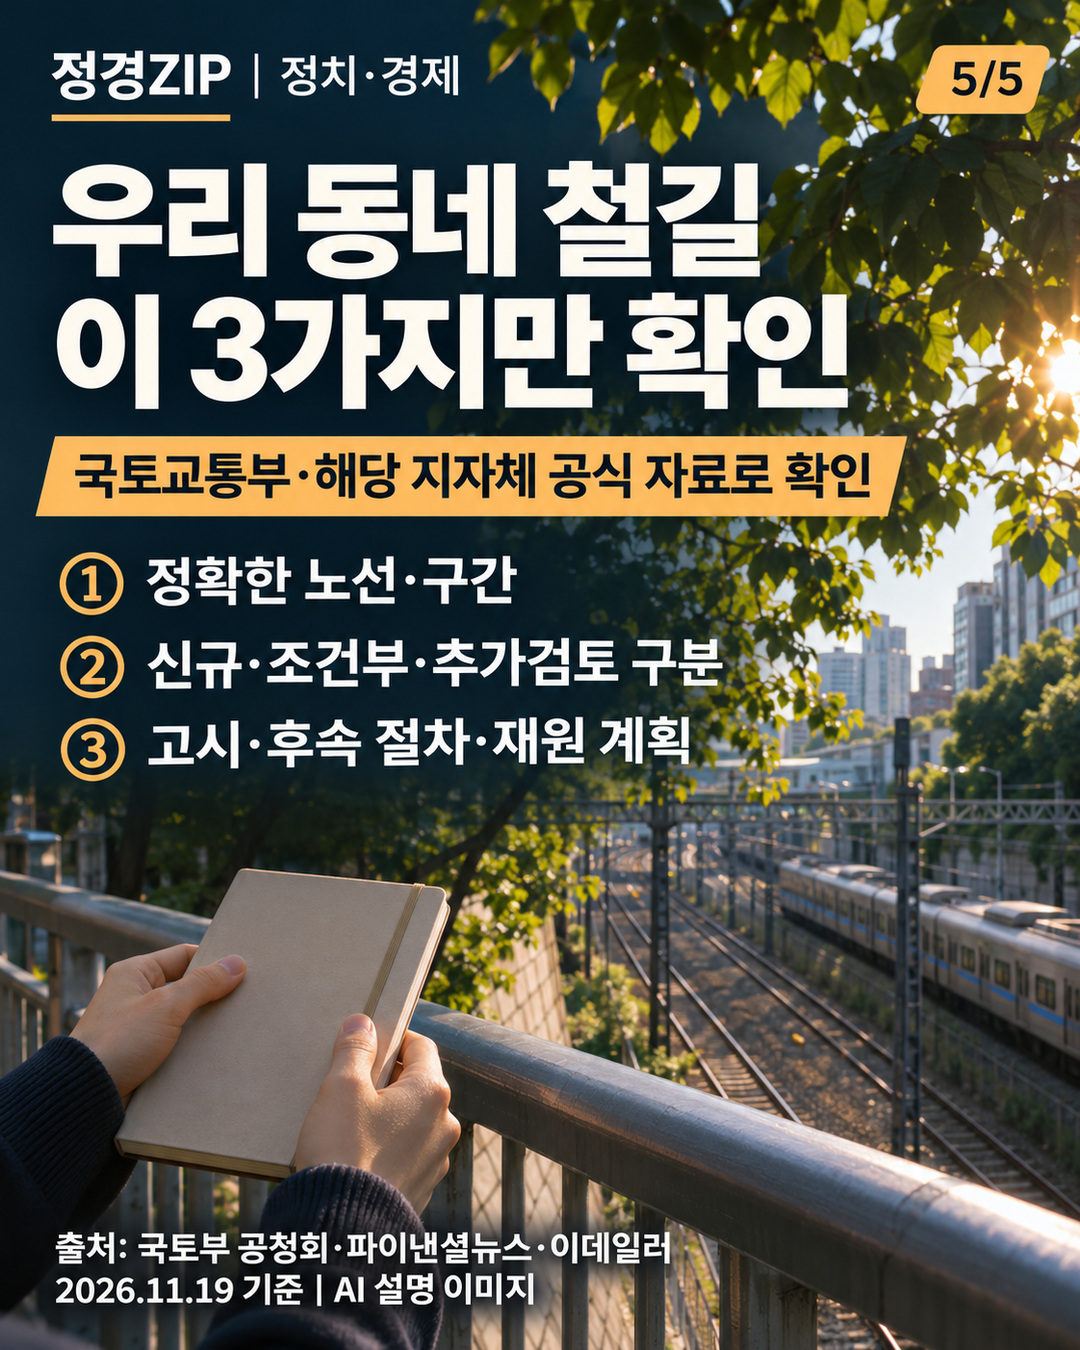 정경ZIP | 정치·경제
5/5
우리 동네 철길
이 3가지만 확인
국토교통부·해당 지자체 공식 자료로 확인
① 정확한 노선·구간
② 신규·조건부·추가검토 구분
③ 고시·후속 절차·재원 계획
출처: 국토부 공청회·파이낸셜뉴스·이데일리
2026.11.19 기준 | AI 설명 이미지